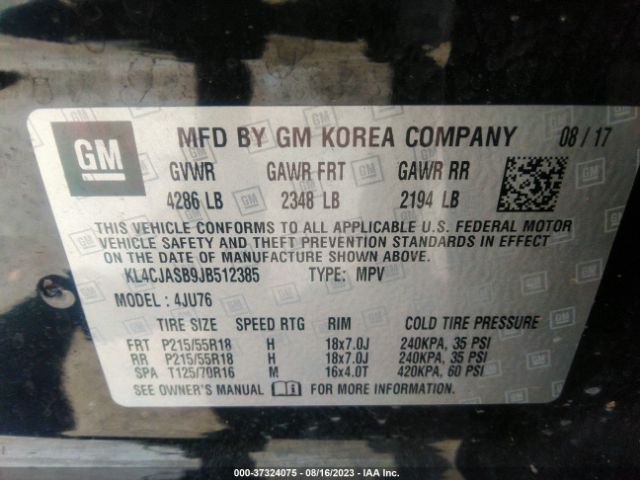 GM MFD BY GM KOREA COMPANY 08/17
GVWR GAWR FRT GAWR RR
4286 LB 2348 LB 2194 LB
THIS VEHICLE CONFORMS TO ALL APPLICABLE U.S. FEDERAL MOTOR
VEHICLE SAFETY AND THEFT PREVENTION STANDARDS IN EFFECT
ON THE DATE OF MANUFACTURE SHOWN ABOVE.
KL4CJASB9JB512385 TYPE: MPV
MODEL: 4JU76
TIRE SIZE SPEED RTG RIM COLD TIRE PRESSURE
FRT P215/55R18 H 18x7.0J 240KPA, 35 PSI
RR P215/55R18 H 18x7.0J 240KPA, 35 PSI
SPA T125/70R16 M 16x4.0T 420KPA, 60 PSI
SEE OWNER'S MANUAL FOR MORE INFORMATION
000-37324075 - 08/16/2023 - IAA Inc.